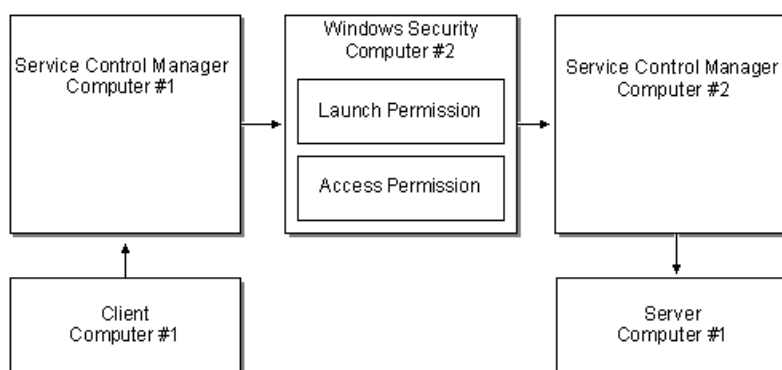 Service Control Manager
Computer #1
Windows Security
Computer #2
Launch Permission
Access Permission
Service Control Manager
Computer #2
Client
Computer #1
Server
Computer #1